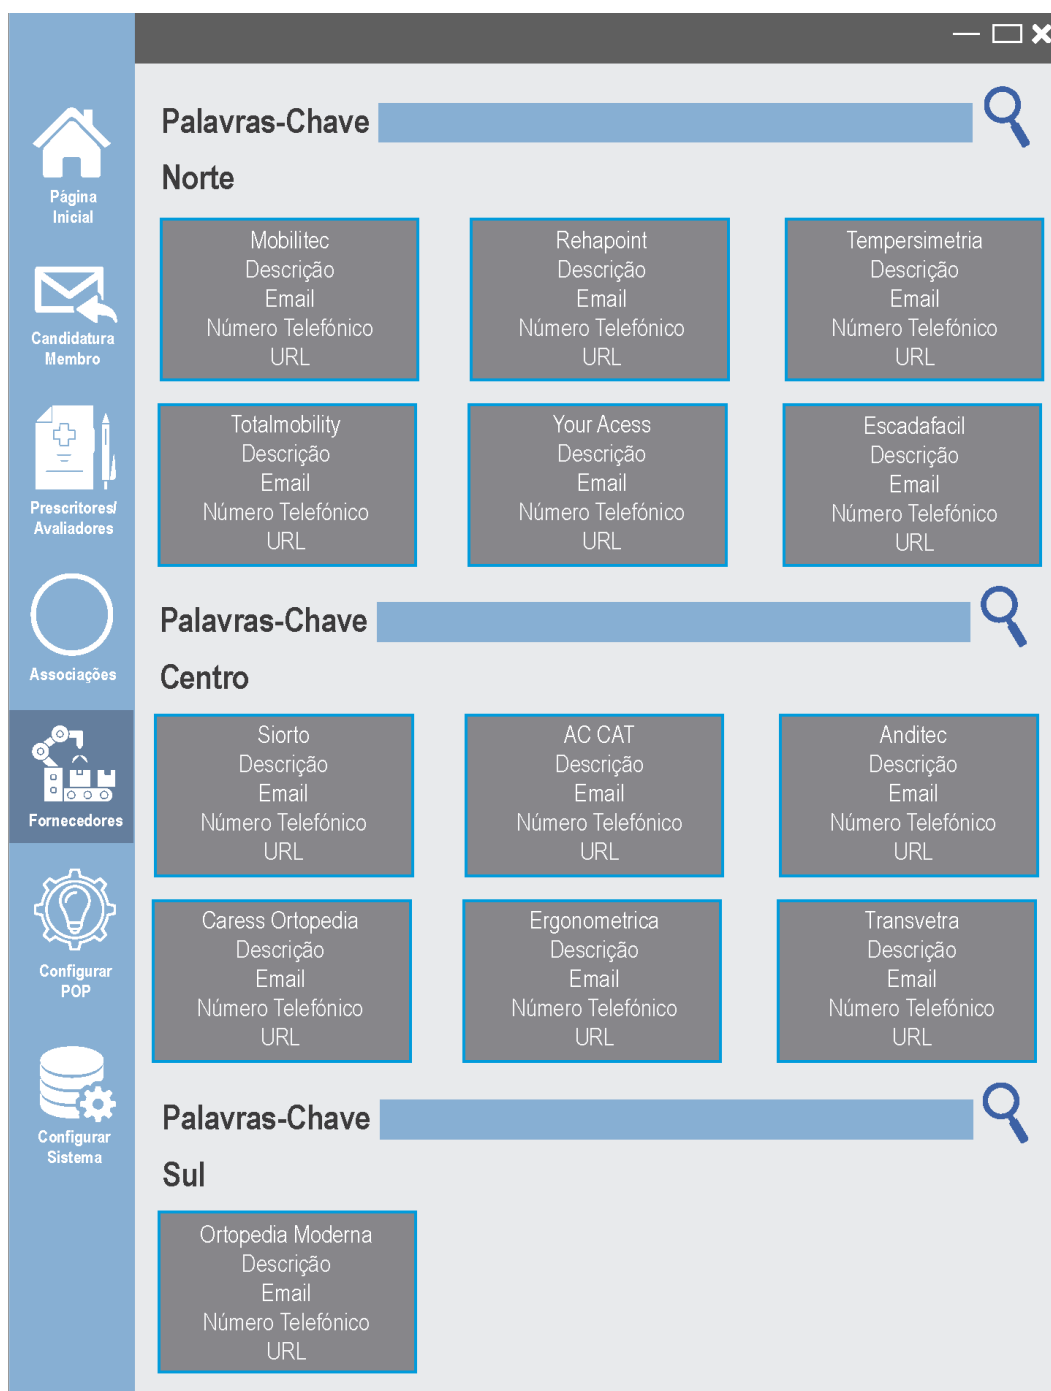 Página
Inicial
Candidatura
Membro
Prescritores/
Avaliadores
Associações
Fornecedores
Configurar
POP
Configurar
Sistema
Palavras-Chave
Norte
Mobilitec
Descrição
Email
Número Telefónico
URL
Rehapoint
Descrição
Email
Número Telefónico
URL
Tempersimetria
Descrição
Email
Número Telefónico
URL
Totalmobility
Descrição
Email
Número Telefónico
URL
Your Acess
Descrição
Email
Número Telefónico
URL
Escadafacil
Descrição
Email
Número Telefónico
URL
Palavras-Chave
Centro
Siorto
Descrição
Email
Número Telefónico
URL
AC CAT
Descrição
Email
Número Telefónico
URL
Anditec
Descrição
Email
Número Telefónico
URL
Caress Ortopedia
Descrição
Email
Número Telefónico
URL
Ergonometrica
Descrição
Email
Número Telefónico
URL
Transvetra
Descrição
Email
Número Telefónico
URL
Palavras-Chave
Sul
Ortopedia Moderna
Descrição
Email
Número Telefónico
URL